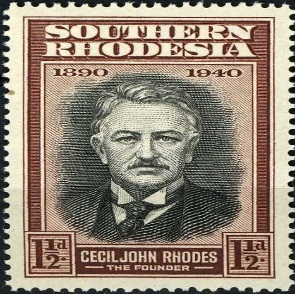 SOUTHERN
RHODESIA
1890 1940
1½d. 1½d.
CECIL JOHN RHODES
THE FOUNDER